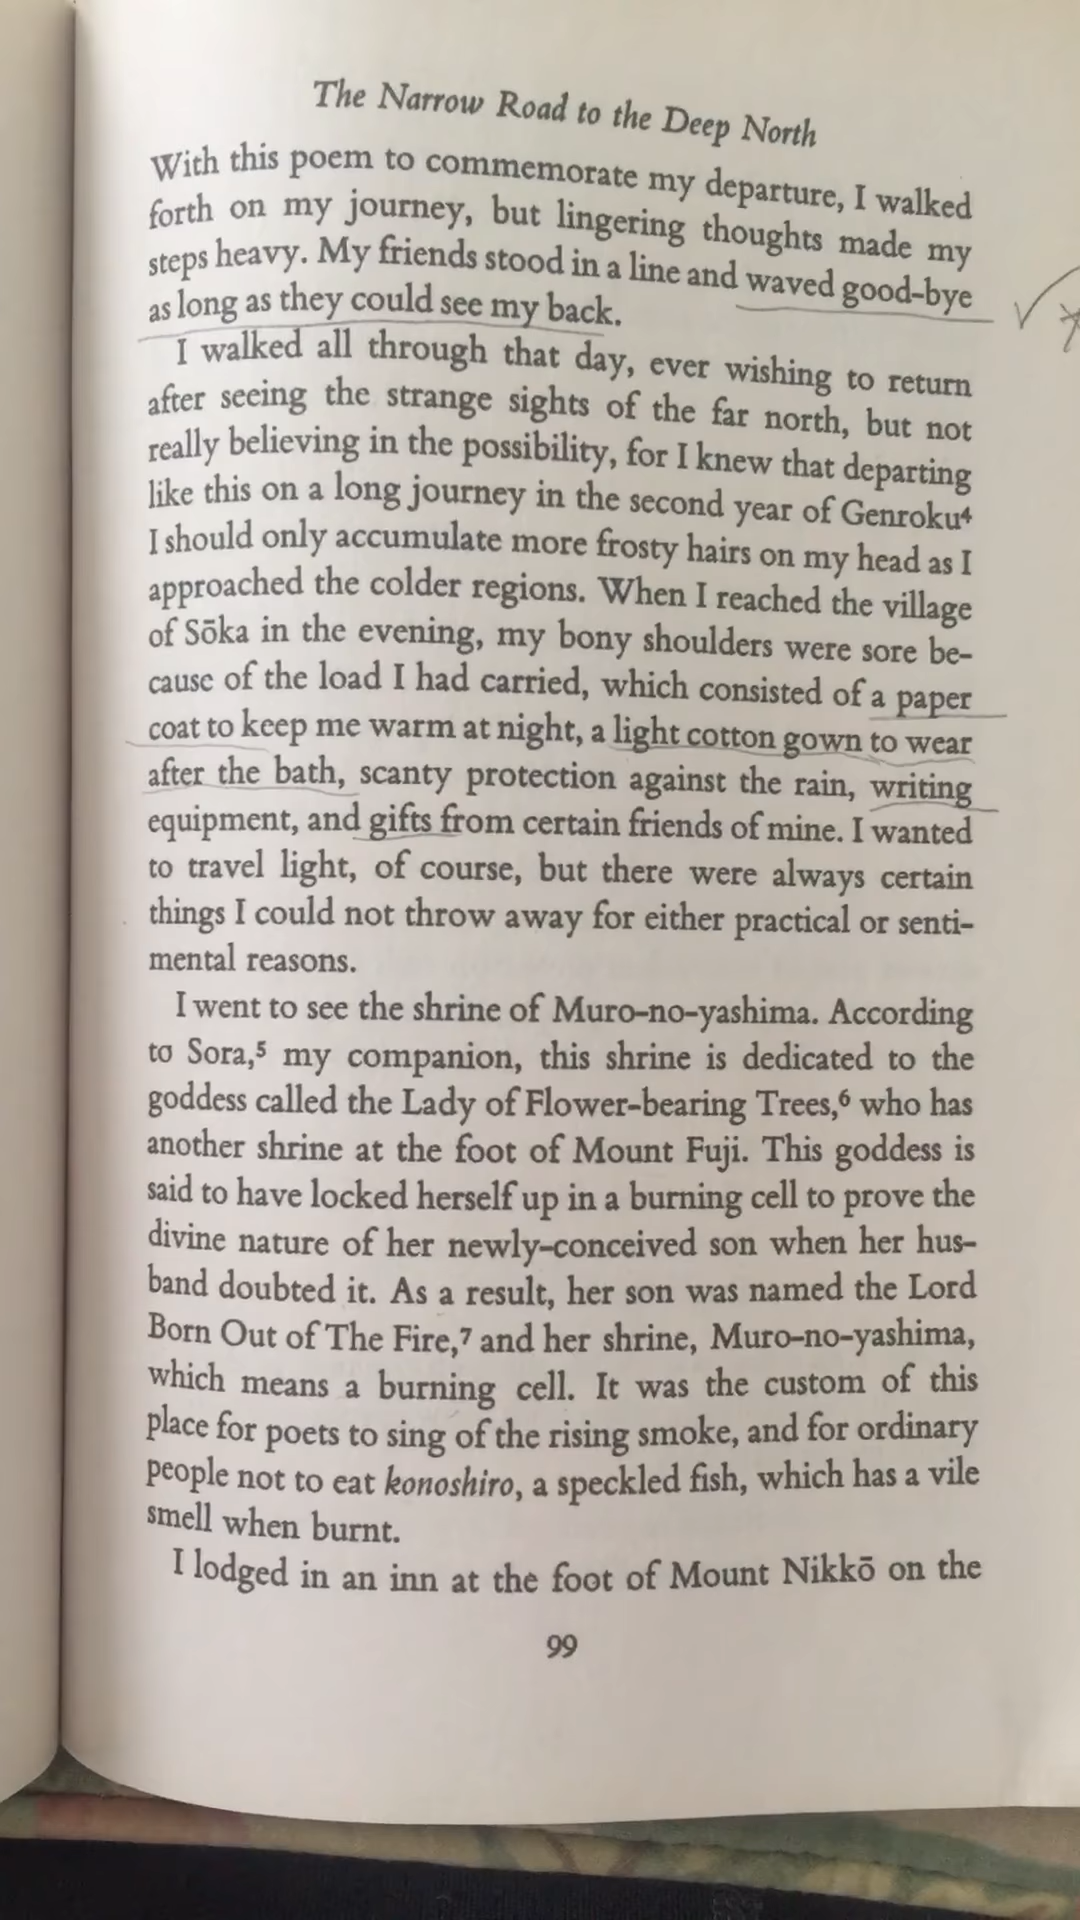 The Narrow Road to the Deep North
With this poem to commemorate my departure, I walked
forth on my journey, but lingering thoughts made my
steps heavy. My friends stood in a line and waved good-bye
as long as they could see my back.
I walked all through that day, ever wishing to return
after seeing the strange sights of the far north, but not
really believing in the possibility, for I knew that departing
like this on a long journey in the second year of Genroku⁴
I should only accumulate more frosty hairs on my head as I
approached the colder regions. When I reached the village
of Sōka in the evening, my bony shoulders were sore be-
cause of the load I had carried, which consisted of a paper
coat to keep me warm at night, a light cotton gown to wear
after the bath, scanty protection against the rain, writing
equipment, and gifts from certain friends of mine. I wanted
to travel light, of course, but there were always certain
things I could not throw away for either practical or senti-
mental reasons.
I went to see the shrine of Muro-no-yashima. According
to Sora,⁵ my companion, this shrine is dedicated to the
goddess called the Lady of Flower-bearing Trees,⁶ who has
another shrine at the foot of Mount Fuji. This goddess is
said to have locked herself up in a burning cell to prove the
divine nature of her newly-conceived son when her hus-
band doubted it. As a result, her son was named the Lord
Born Out of The Fire,⁷ and her shrine, Muro-no-yashima,
which means a burning cell. It was the custom of this
place for poets to sing of the rising smoke, and for ordinary
people not to eat konoshiro, a speckled fish, which has a vile
smell when burnt.
I lodged in an inn at the foot of Mount Nikkō on the
99